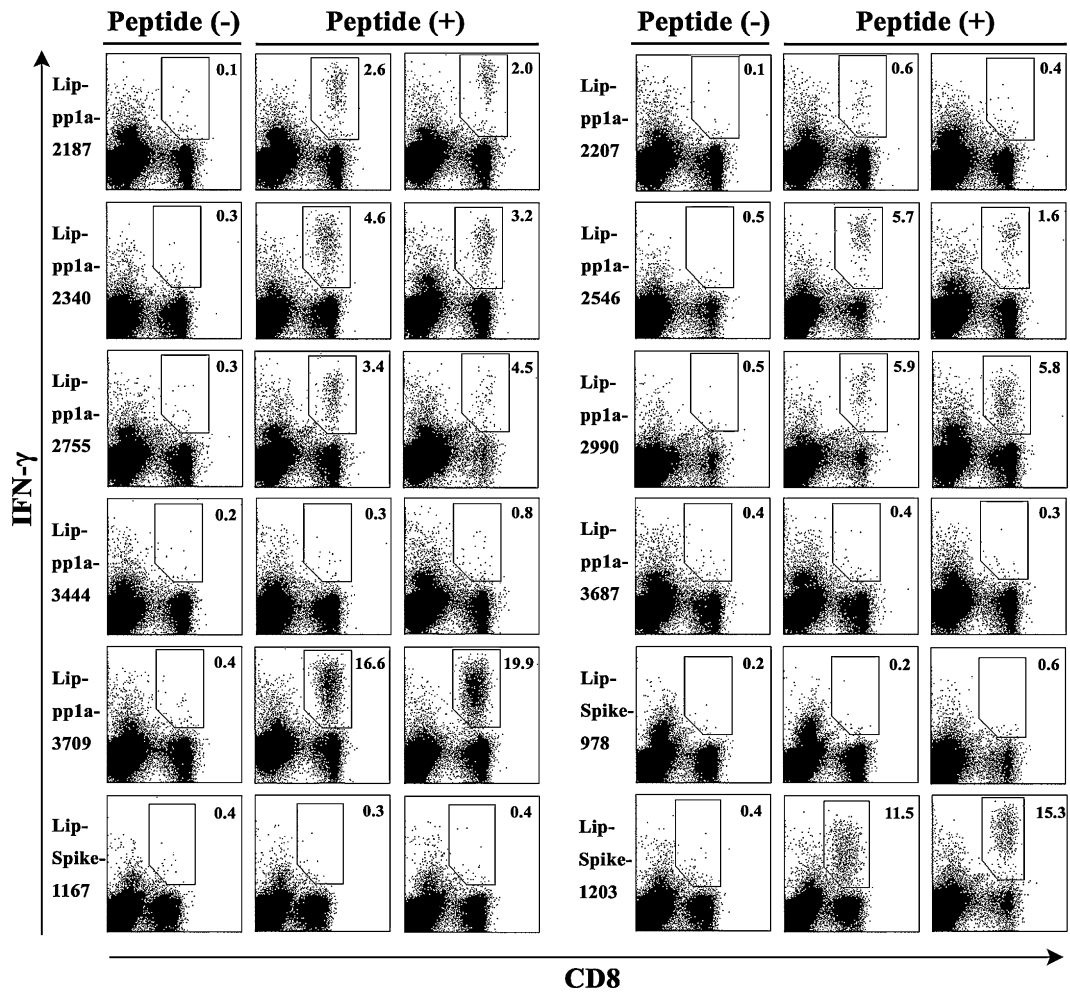 Peptide (-) Peptide (+) Peptide (-) Peptide (+)
Lip-
pp1a-
2187
0.1 2.6 2.0
Lip-
pp1a-
2207
0.1 0.6 0.4
Lip-
pp1a-
2340
0.3 4.6 3.2
Lip-
pp1a-
2546
0.5 5.7 1.6
Lip-
pp1a-
2755
0.3 3.4 4.5
Lip-
pp1a-
2990
0.5 5.9 5.8
Lip-
pp1a-
3444
0.2 0.3 0.8
Lip-
pp1a-
3687
0.4 0.4 0.3
Lip-
pp1a-
3709
0.4 16.6 19.9
Lip-
Spike-
978
0.2 0.2 0.6
Lip-
Spike-
1167
0.4 0.3 0.4
Lip-
Spike-
1203
0.4 11.5 15.3
IFN-γ
CD8